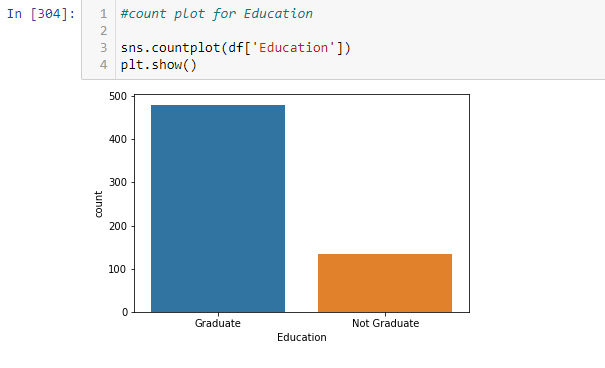 In [304]:
1 #count plot for Education
2
3 sns.countplot(df['Education'])
4 plt.show()
500
400
300
200
100
0
count
Graduate Not Graduate
Education